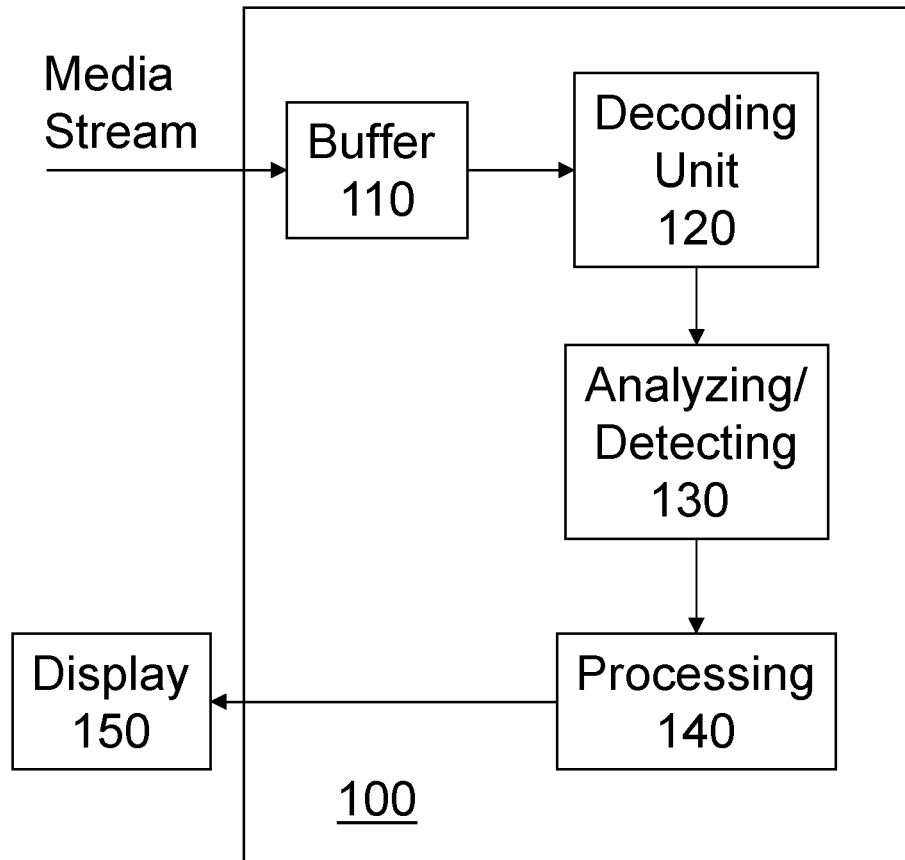 Media
Stream
Buffer
110
Decoding
Unit
120
Analyzing/
Detecting
130
Processing
140
Display
150
100